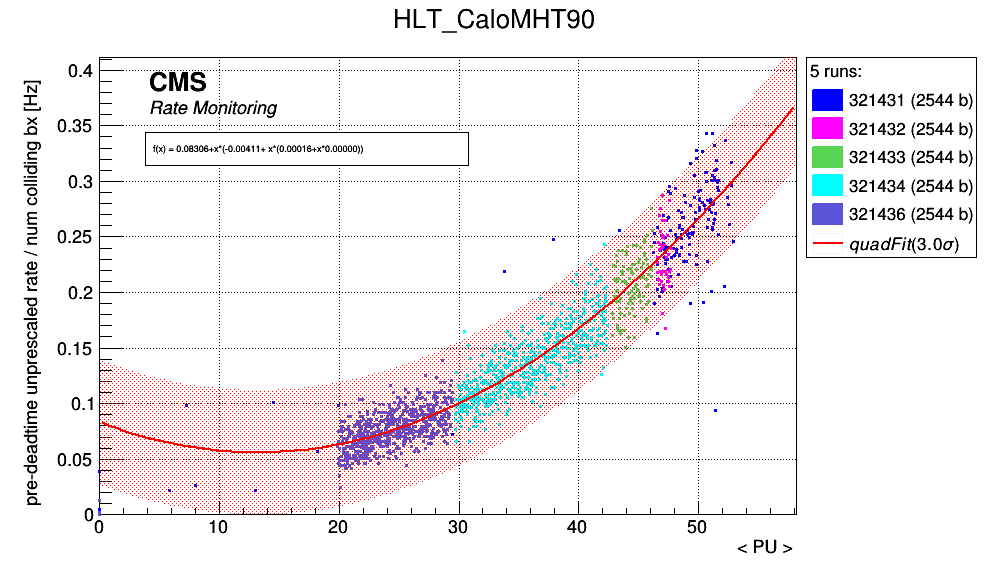 HLT_CaloMHT90
pre-deadtime unprescaled rate / num colliding bx [Hz]
0.4
0.35
0.3
0.25
0.2
0.15
0.1
0.05
0
CMS
Rate Monitoring
f(x) = 0.08306+x*(-0.00411+ x*(0.00016+x*0.00000))
0 10 20 30 40 50
< PU >
5 runs:
321431 (2544 b)
321432 (2544 b)
321433 (2544 b)
321434 (2544 b)
321436 (2544 b)
quadFit(3.0σ)